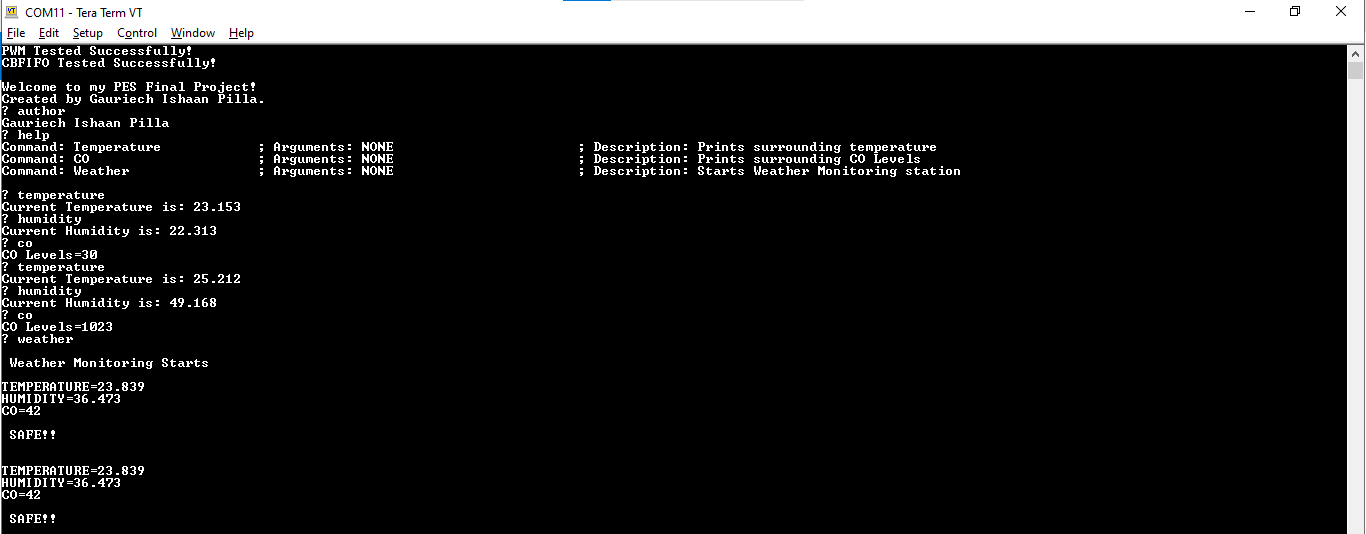 COM11 - Tera Term VT
File Edit Setup Control Window Help
PWM Tested Successfully!
CBFIFO Tested Successfully!
Welcome to my PES Final Project!
Created by Gauriech Ishaan Pilla.
? author
Gauriech Ishaan Pilla
? help
Command: Temperature ; Arguments: NONE ; Description: Prints surrounding temperature
Command: CO ; Arguments: NONE ; Description: Prints surrounding CO Levels
Command: Weather ; Arguments: NONE ; Description: Starts Weather Monitoring station
? temperature
Current Temperature is: 23.153
? humidity
Current Humidity is: 22.313
? co
CO Levels=30
? temperature
Current Temperature is: 25.212
? humidity
Current Humidity is: 49.168
? co
CO Levels=1023
? weather
Weather Monitoring Starts
TEMPERATURE=23.839
HUMIDITY=36.473
CO=42
SAFE!!
TEMPERATURE=23.839
HUMIDITY=36.473
CO=42
SAFE!!